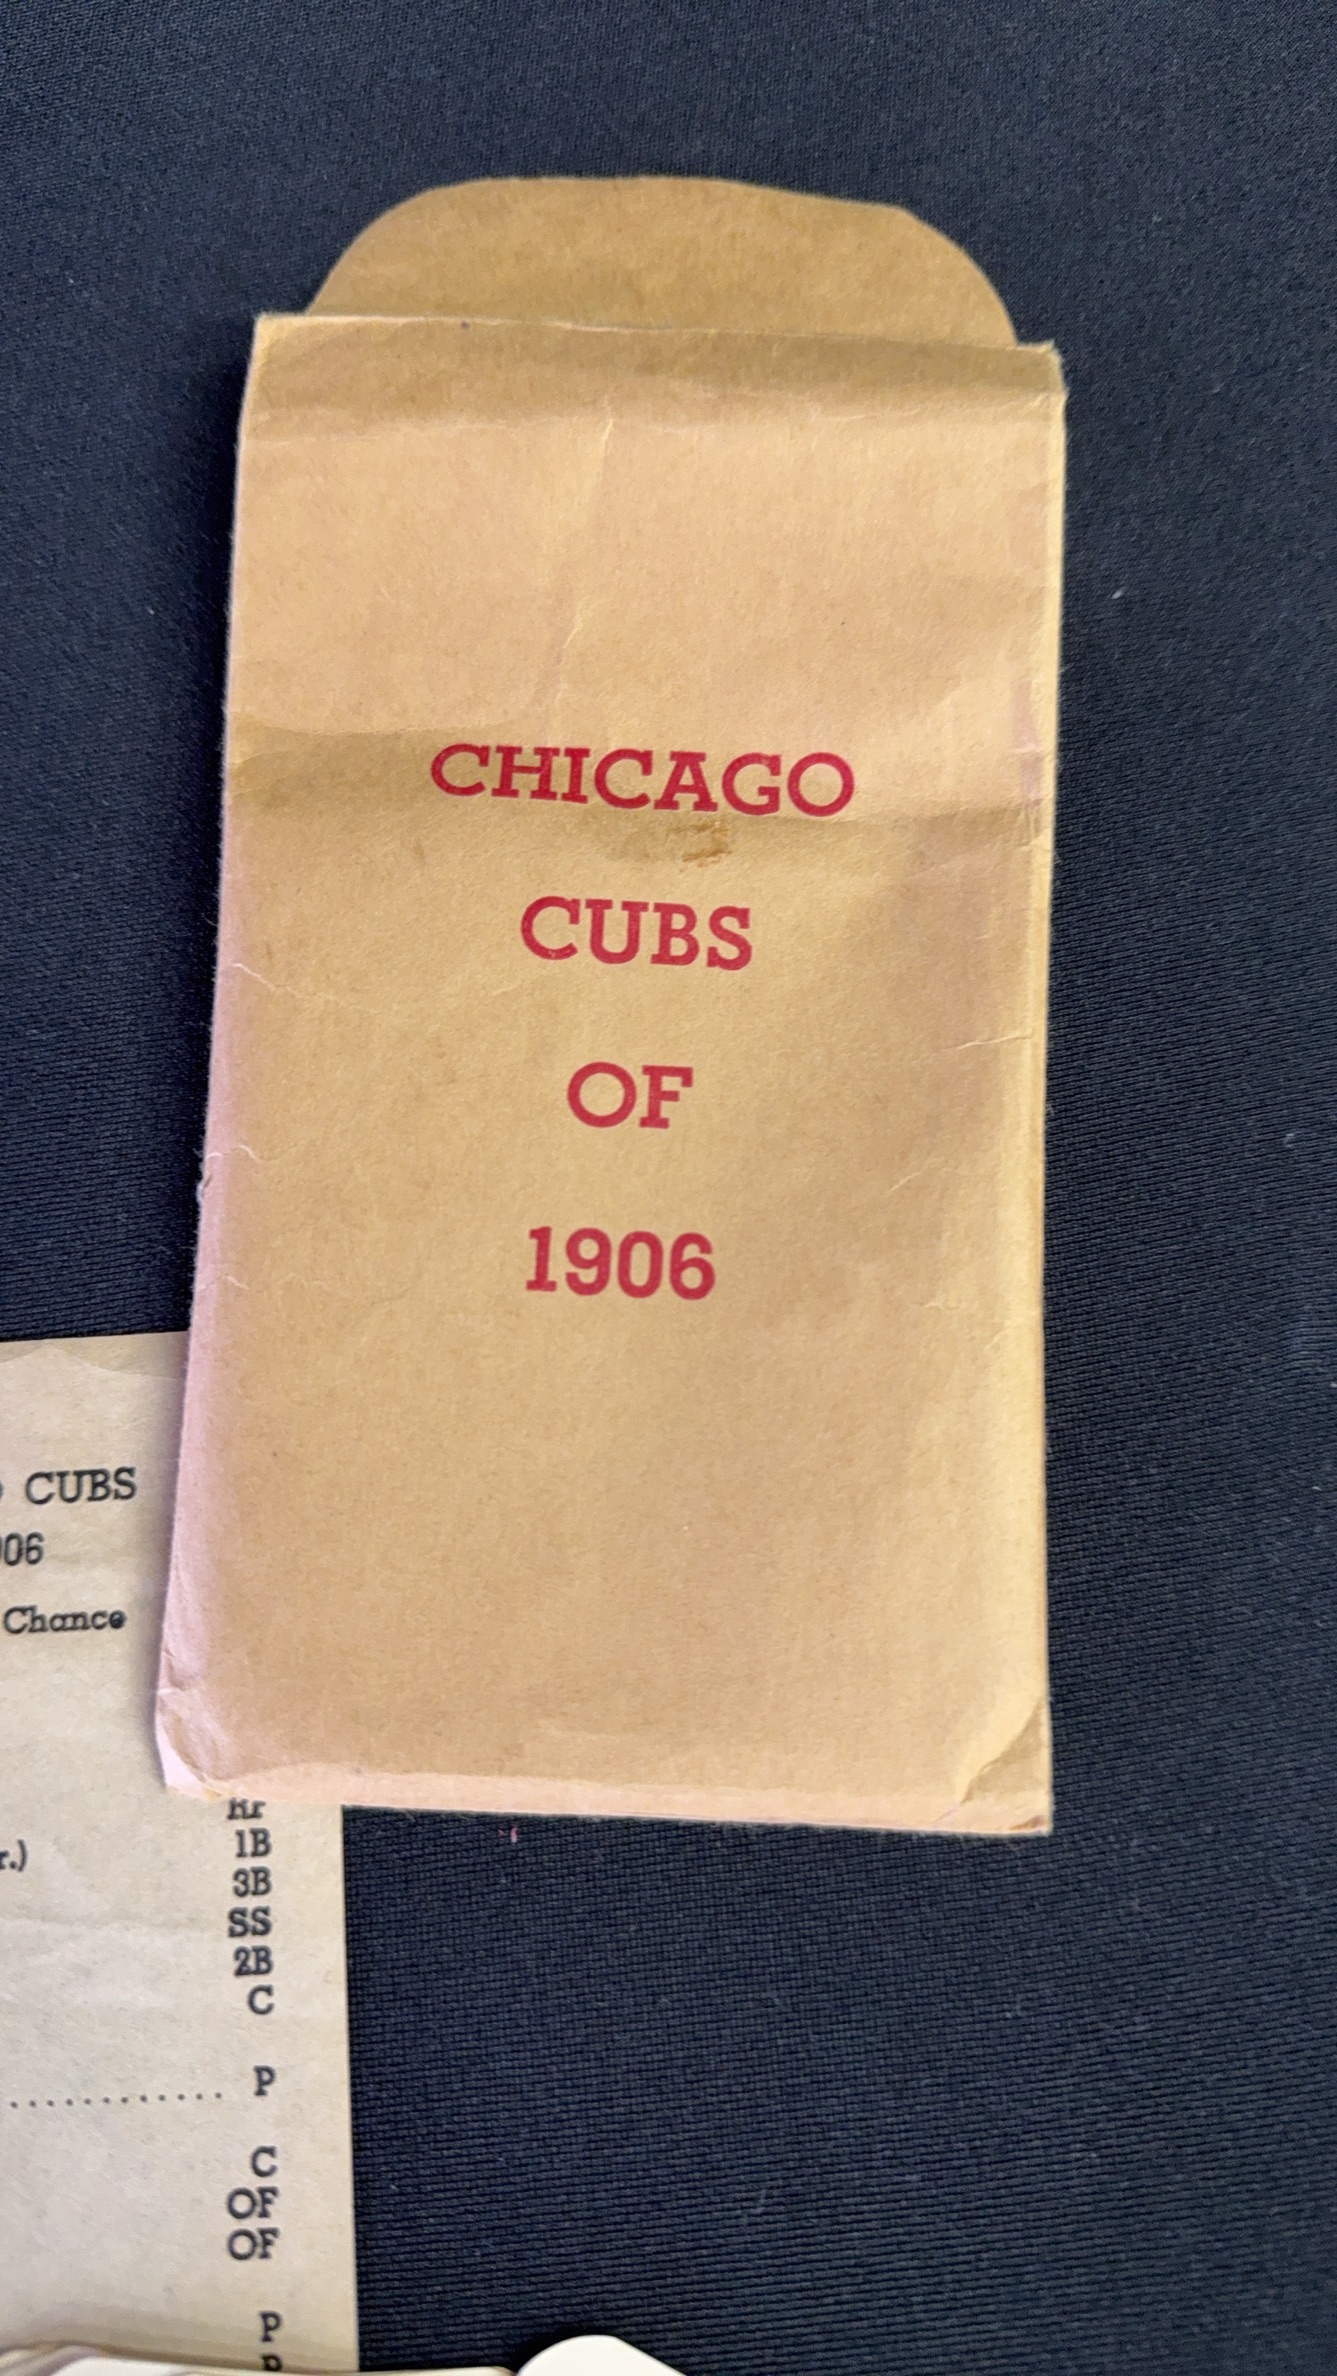 CHICAGO
CUBS
OF
1906
CUBS
06
Chance
RF
r.)
1B
3B
SS
2B
C
............ P
C
OF
OF
P
P